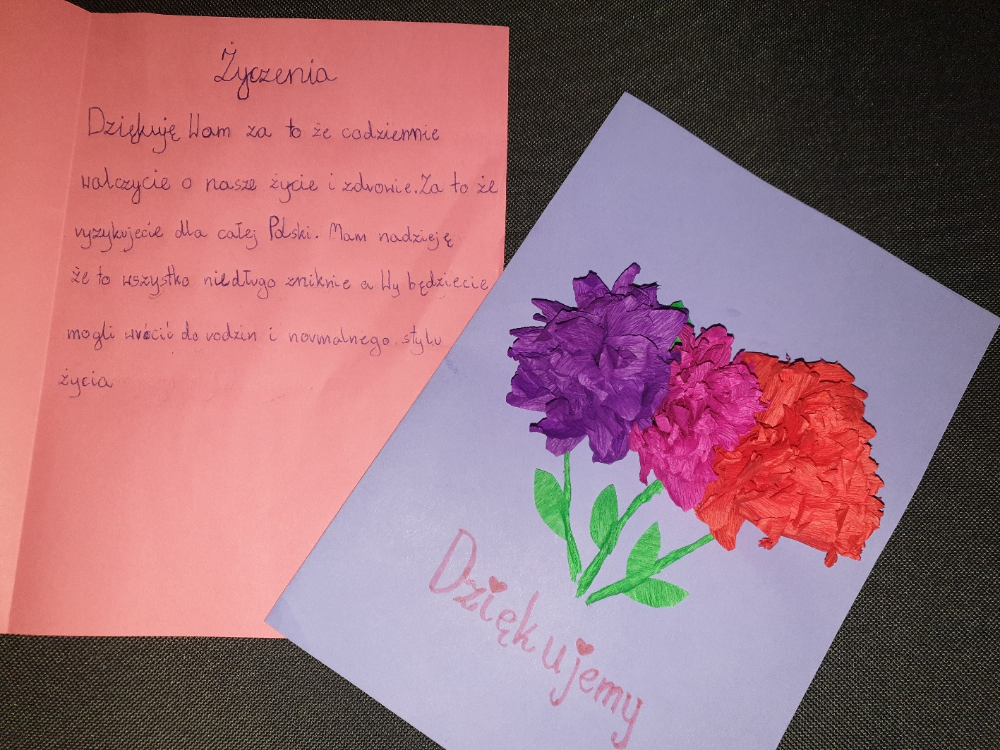 Życzenia
Dziękuję Wam za to że codziennie
walczycie o nasze życie i zdrowie. Za to że
ryzykujecie dla całej Polski. Mam nadzieję
że to wszystko niedługo zniknie a Wy będziecie
mogli wrócić do rodzin i normalnego stylu
życia
Dziękujemy